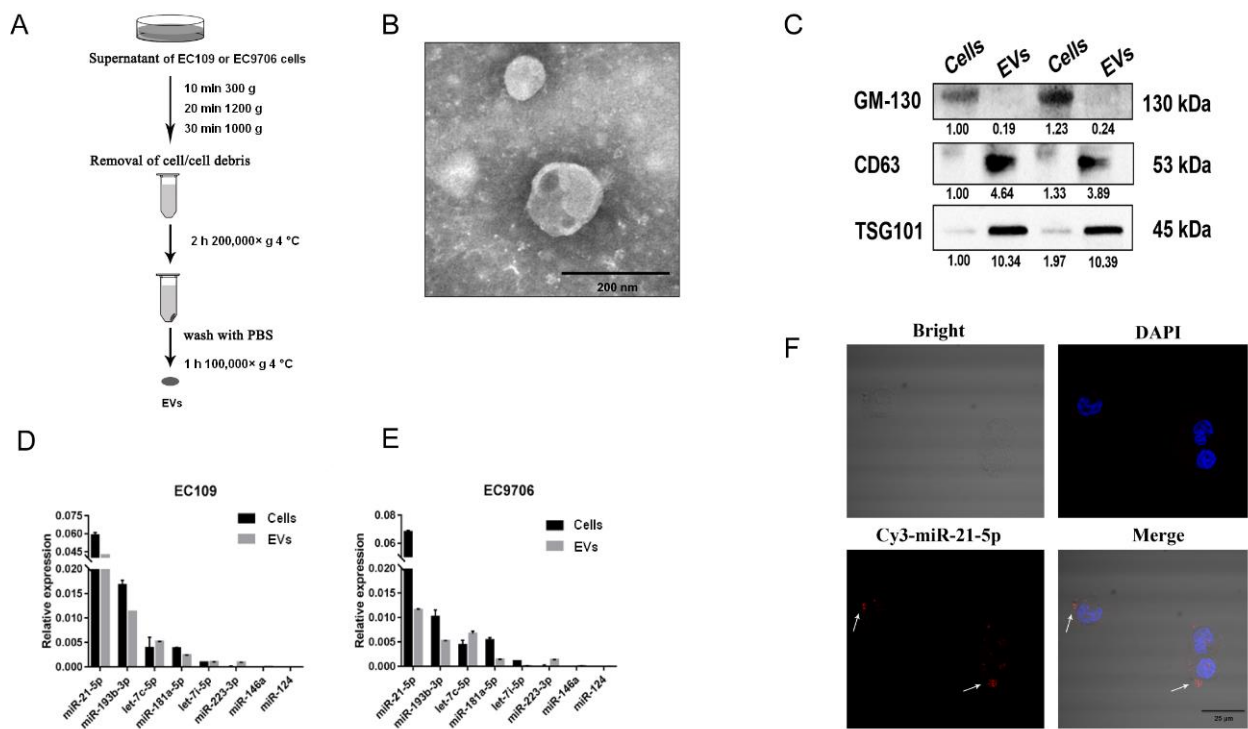 A
Supernatant of EC109 or EC9706 cells
10 min 300 g
20 min 1200 g
30 min 1000 g
Removal of cell/cell debris
2 h 200,000× g 4 °C
wash with PBS
1 h 100,000× g 4 °C
EVs
B
200 nm
C
Cells EVs Cells EVs
GM-130 130 kDa
1.00 0.19 1.23 0.24
CD63 53 kDa
1.00 4.64 1.33 3.89
TSG101 45 kDa
1.00 10.34 1.97 10.39
D
EC109
Relative expression
0.075
0.060
0.045
0.020
0.015
0.010
0.005
0.000
Cells
EVs
miR-21-5p
miR-193b-3p
let-7c-5p
miR-181a-5p
let-7i-5p
miR-223-3p
miR-146a
miR-124
E
EC9706
Relative expression
0.08
0.06
0.020
0.015
0.010
0.005
0.000
Cells
EVs
miR-21-5p
miR-193b-3p
let-7c-5p
miR-181a-5p
let-7i-5p
miR-223-3p
miR-146a
miR-124
F
Bright DAPI
Cy3-miR-21-5p Merge
25 μm